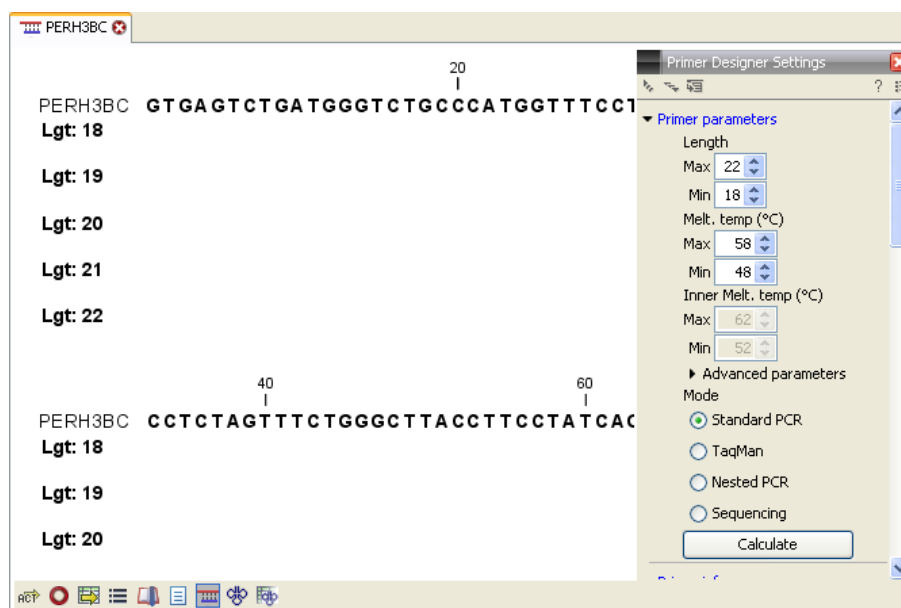 PERH3BC
20
PERH3BC GTGAGTCTGATGGGTCTGCCCATGGTTTCCT
Lgt: 18
Lgt: 19
Lgt: 20
Lgt: 21
Lgt: 22
40 60
PERH3BC CCTCTAGTTTCTGGGCTTACCTTCCTATCA
Lgt: 18
Lgt: 19
Lgt: 20
Primer Designer Settings
?
Primer parameters
Length
Max 22
Min 18
Melt. temp (°C)
Max 58
Min 48
Inner Melt. temp (°C)
Max 62
Min 52
Advanced parameters
Mode
Standard PCR
TaqMan
Nested PCR
Sequencing
Calculate